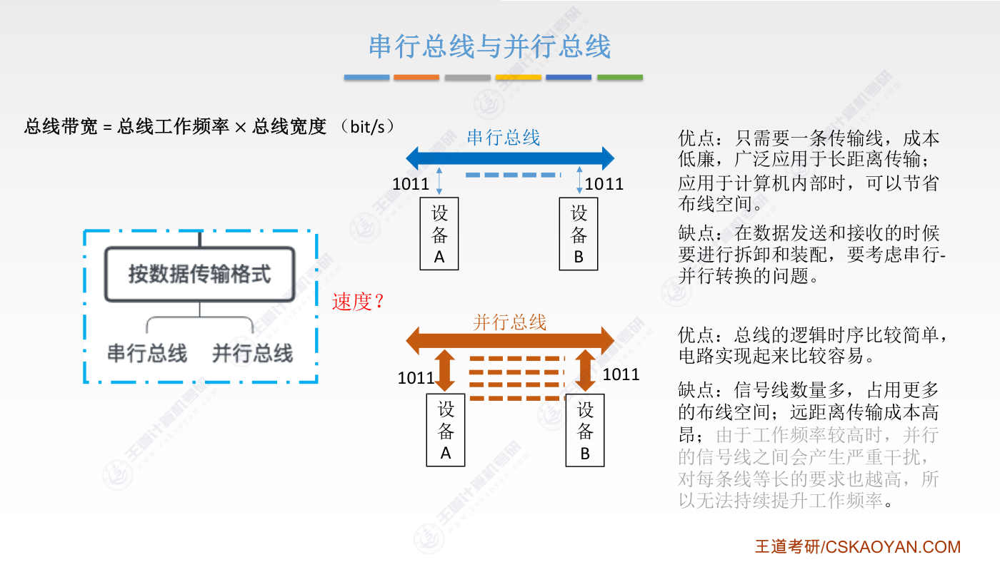 串行总线与并行总线
总线带宽 = 总线工作频率 × 总线宽度 （bit/s）
按数据传输格式
串行总线 并行总线
速度？
串行总线
1011
1011
设备A
设备B
并行总线
1011
1011
设备A
设备B
优点：只需要一条传输线，成本
低廉，广泛应用于长距离传输；
应用于计算机内部时，可以节省
布线空间。
缺点：在数据发送和接收的时候
要进行拆卸和装配，要考虑串行-
并行转换的问题。
优点：总线的逻辑时序比较简单，
电路实现起来比较容易。
缺点：信号线数量多，占用更多
的布线空间；远距离传输成本高
昂；由于工作频率较高时，并行
的信号线之间会产生严重干扰，
对每条线等长的要求也越高，所
以无法持续提升工作频率。
王道考研/CSKAOYAN.COM